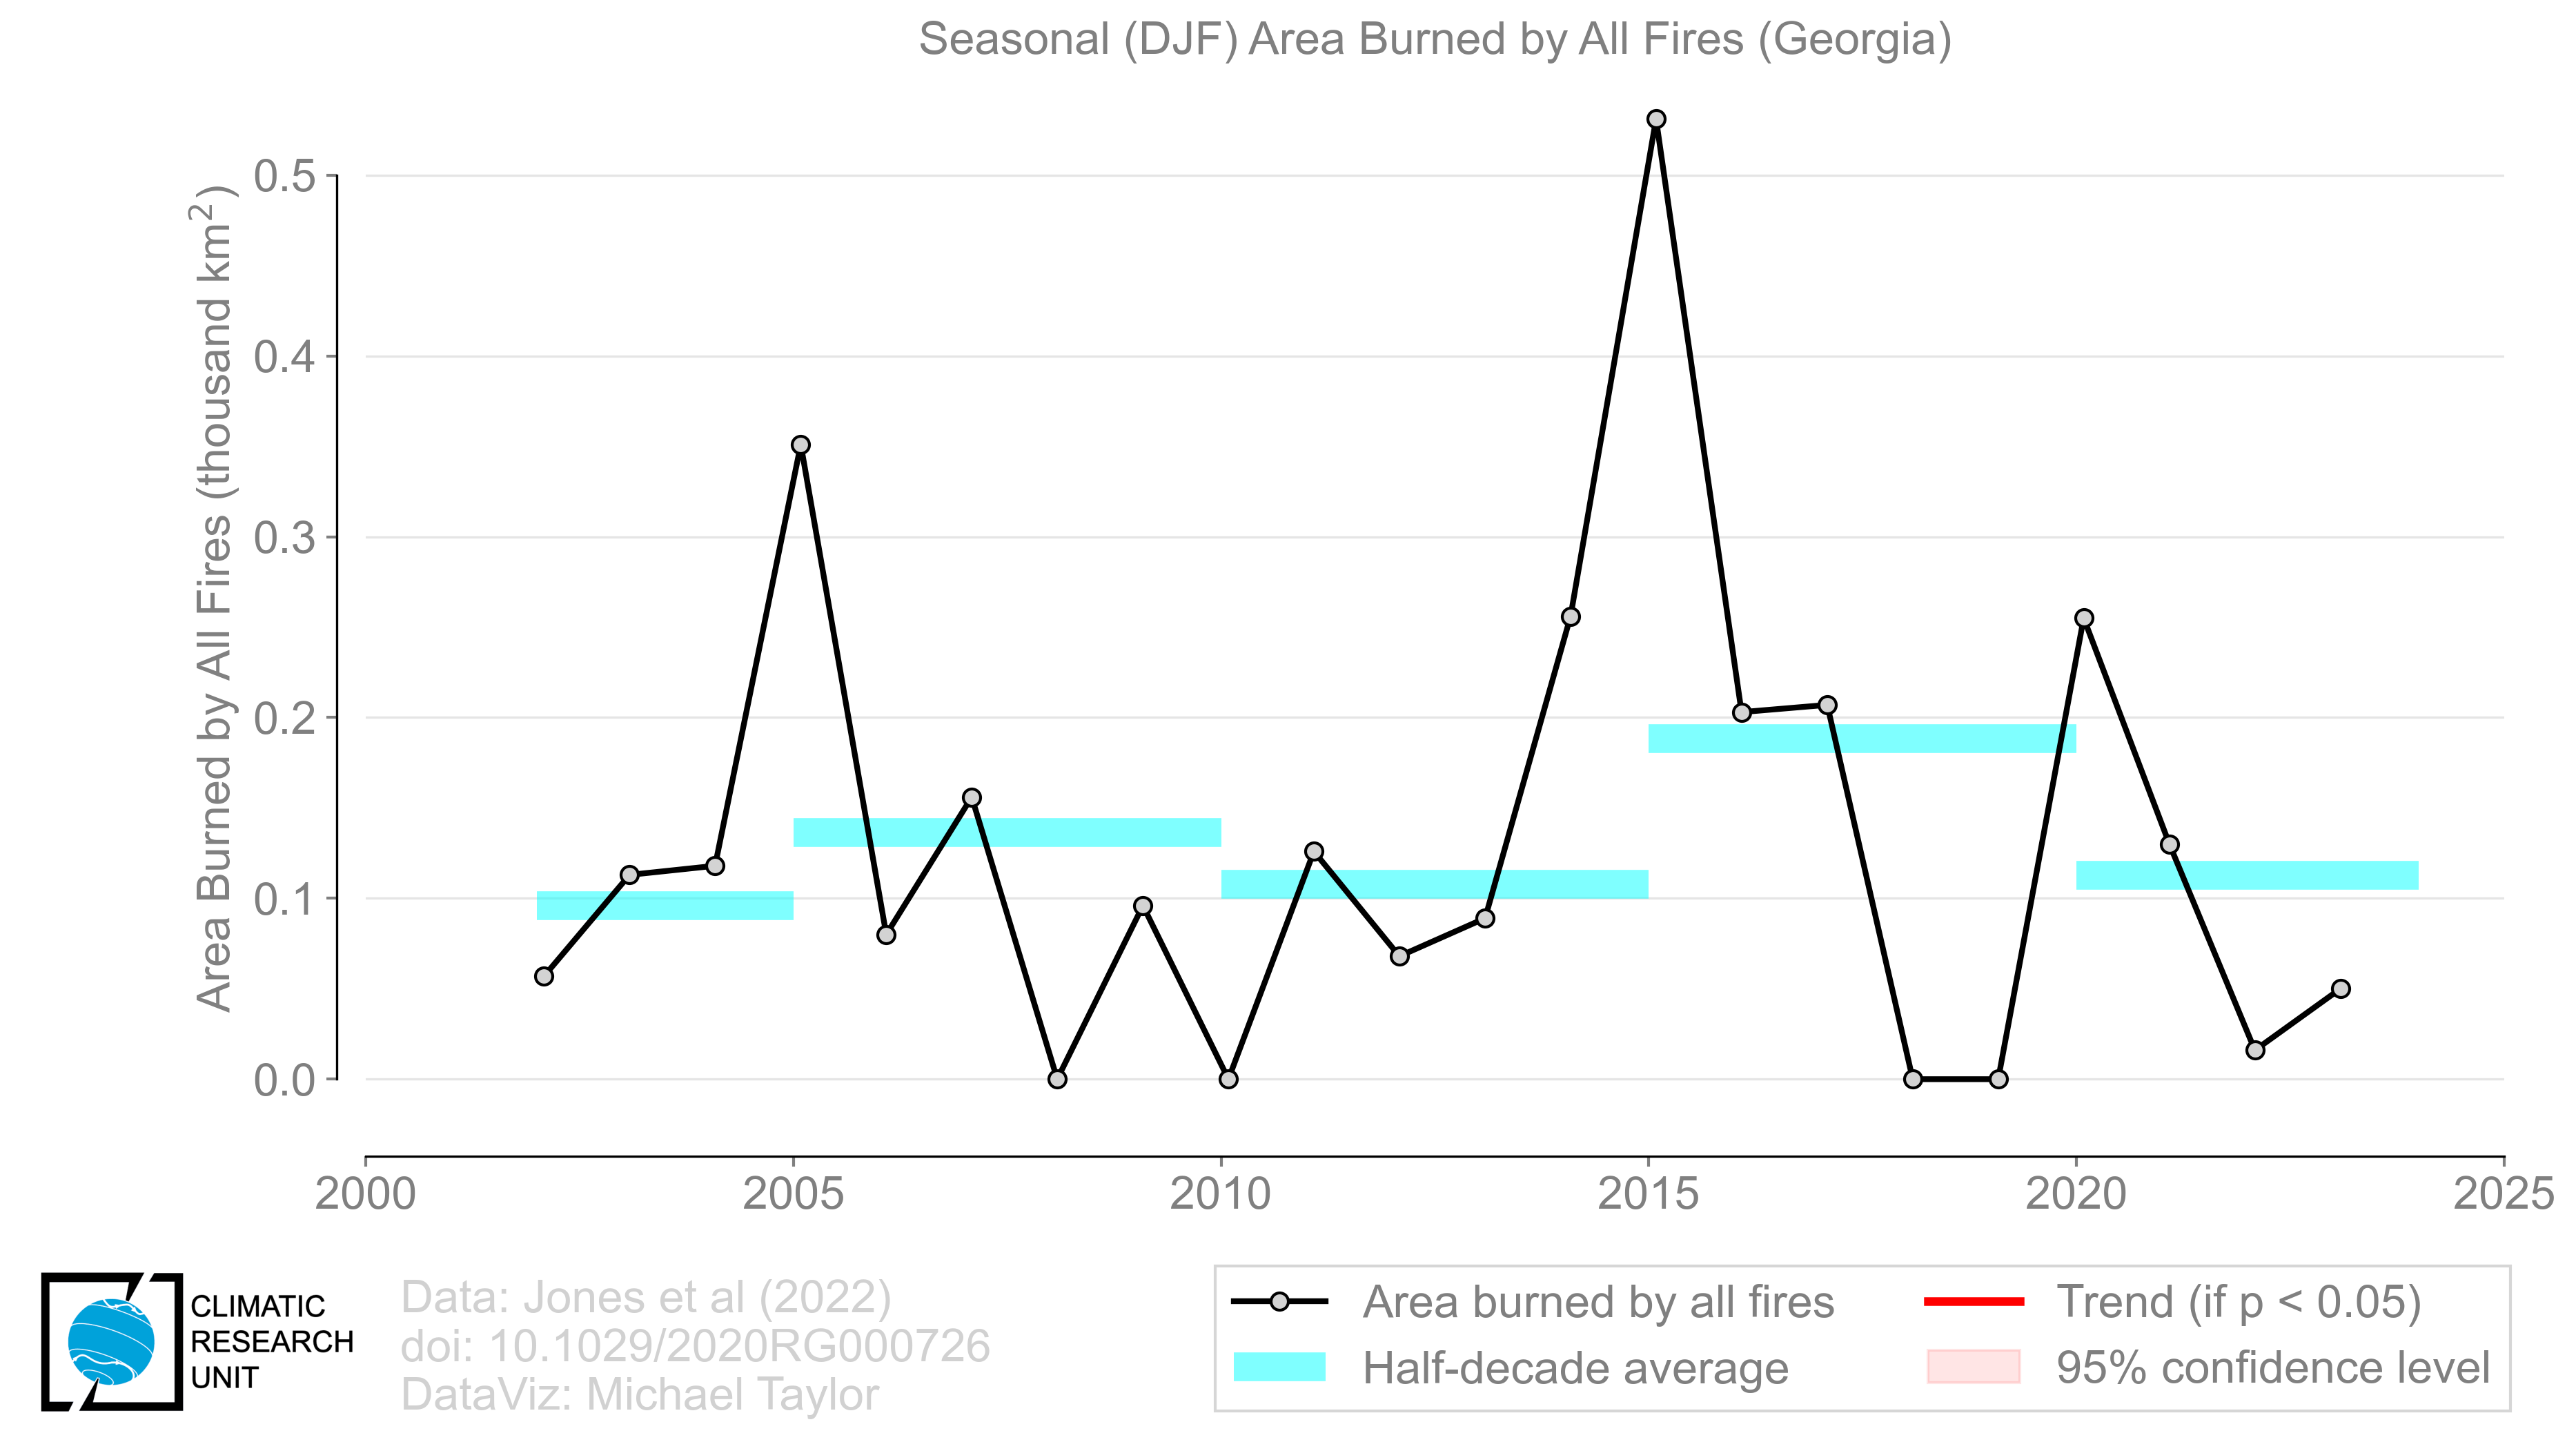 Seasonal (DJF) Area Burned by All Fires (Georgia)
Area Burned by All Fires (thousand km²)
0.5
0.4
0.3
0.2
0.1
0.0
2000 2005 2010 2015 2020 2025
CLIMATIC
RESEARCH
UNIT
Data: Jones et al (2022)
doi: 10.1029/2020RG000726
DataViz: Michael Taylor
Area burned by all fires
Half-decade average
Trend (if p < 0.05)
95% confidence level